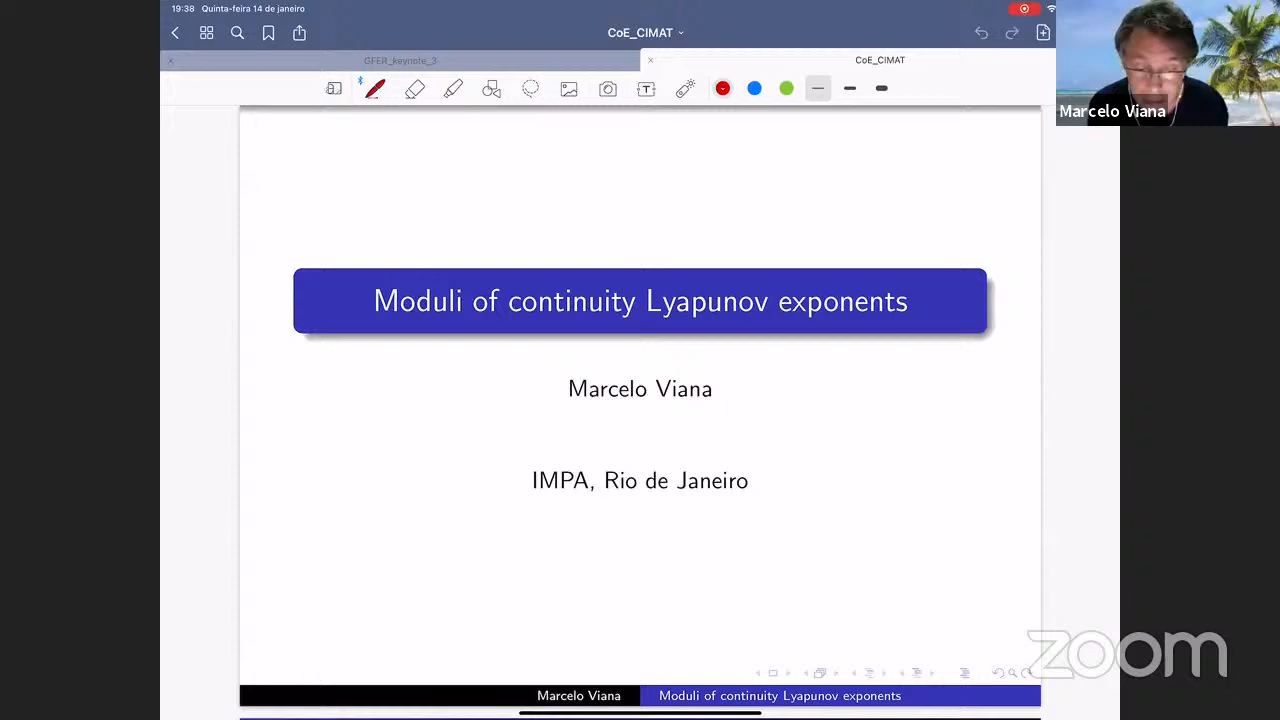 19:38 Quinta-feira 14 de janeiro
CoE_CIMAT
GFER_keynote_3
CoE_CIMAT
T
Marcelo Viana
Moduli of continuity Lyapunov exponents
Marcelo Viana
IMPA, Rio de Janeiro
zoom
Marcelo Viana
Moduli of continuity Lyapunov exponents